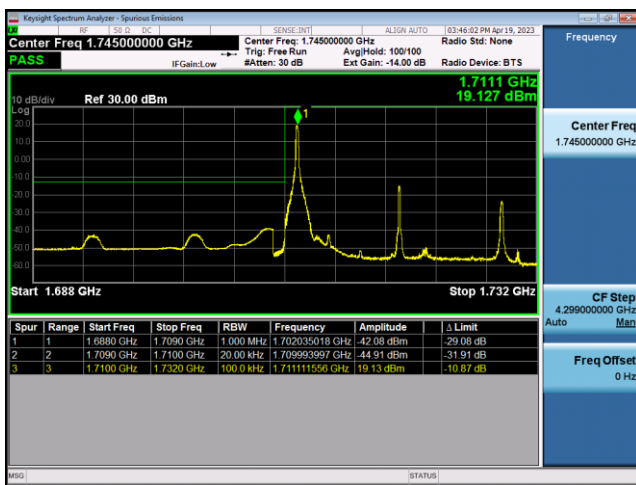 Keysight Spectrum Analyzer - Spurious Emissions
RF 50 Ω DC SENSE:INT ALIGN AUTO 03:46:02 PM Apr 19, 2023
Center Freq 1.745000000 GHz Center Freq: 1.745000000 GHz Radio Std: None
Trig: Free Run Avg|Hold: 100/100
PASS IFGain:Low #Atten: 30 dB Ext Gain: -14.00 dB Radio Device: BTS
Frequency
1.7111 GHz
19.127 dBm
10 dB/div Ref 30.00 dBm
Log
20.0
1
10.0
0.00
-10.0
-20.0
-30.0
-40.0
-50.0
-60.0
Start 1.688 GHz Stop 1.732 GHz
Center Freq
1.745000000 GHz
CF Step
4.299000000 GHz
Auto Man
Freq Offset
0 Hz
Spur Range Start Freq Stop Freq RBW Frequency Amplitude Δ Limit
1 1 1.6880 GHz 1.7090 GHz 1.000 MHz 1.702035018 GHz -42.08 dBm -29.08 dB
2 2 1.7090 GHz 1.7100 GHz 20.00 kHz 1.709993997 GHz -44.91 dBm -31.91 dB
3 3 1.7100 GHz 1.7320 GHz 100.0 kHz 1.711111556 GHz 19.13 dBm -10.87 dB
MSG STATUS